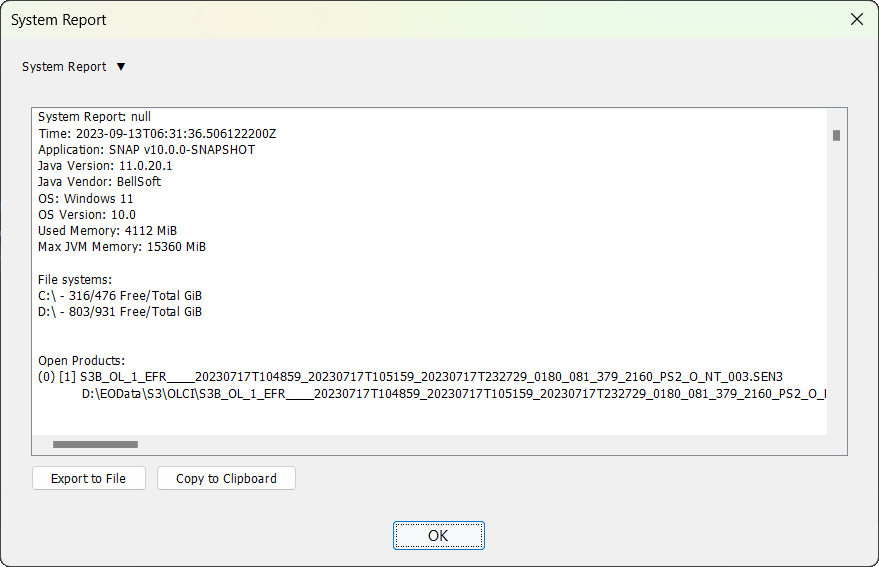 System Report
System Report ▼
System Report: null
Time: 2023-09-13T06:31:36.506122200Z
Application: SNAP v10.0.0-SNAPSHOT
Java Version: 11.0.20.1
Java Vendor: BellSoft
OS: Windows 11
OS Version: 10.0
Used Memory: 4112 MiB
Max JVM Memory: 15360 MiB
File systems:
C:\ - 316/476 Free/Total GiB
D:\ - 803/931 Free/Total GiB
Open Products:
(0) [1] S3B_OL_1_EFR____20230717T104859_20230717T105159_20230717T232729_0180_081_379_2160_PS2_O_NT_003.SEN3
D:\EOData\S3\OLCI\S3B_OL_1_EFR____20230717T104859_20230717T105159_20230717T232729_0180_081_379_2160_PS2_O_
Export to File
Copy to Clipboard
OK